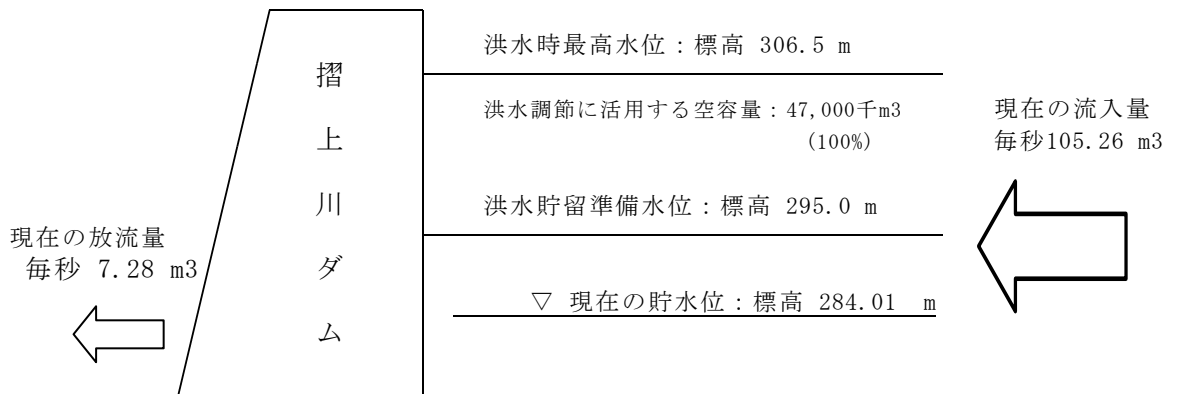 洪水時最高水位：標高 306.5 m
摺上川ダム
洪水調節に活用する空容量：47,000千m3
(100%)
現在の流入量
毎秒105.26 m3
洪水貯留準備水位：標高 295.0 m
現在の放流量
毎秒 7.28 m3
▽ 現在の貯水位：標高 284.01 m